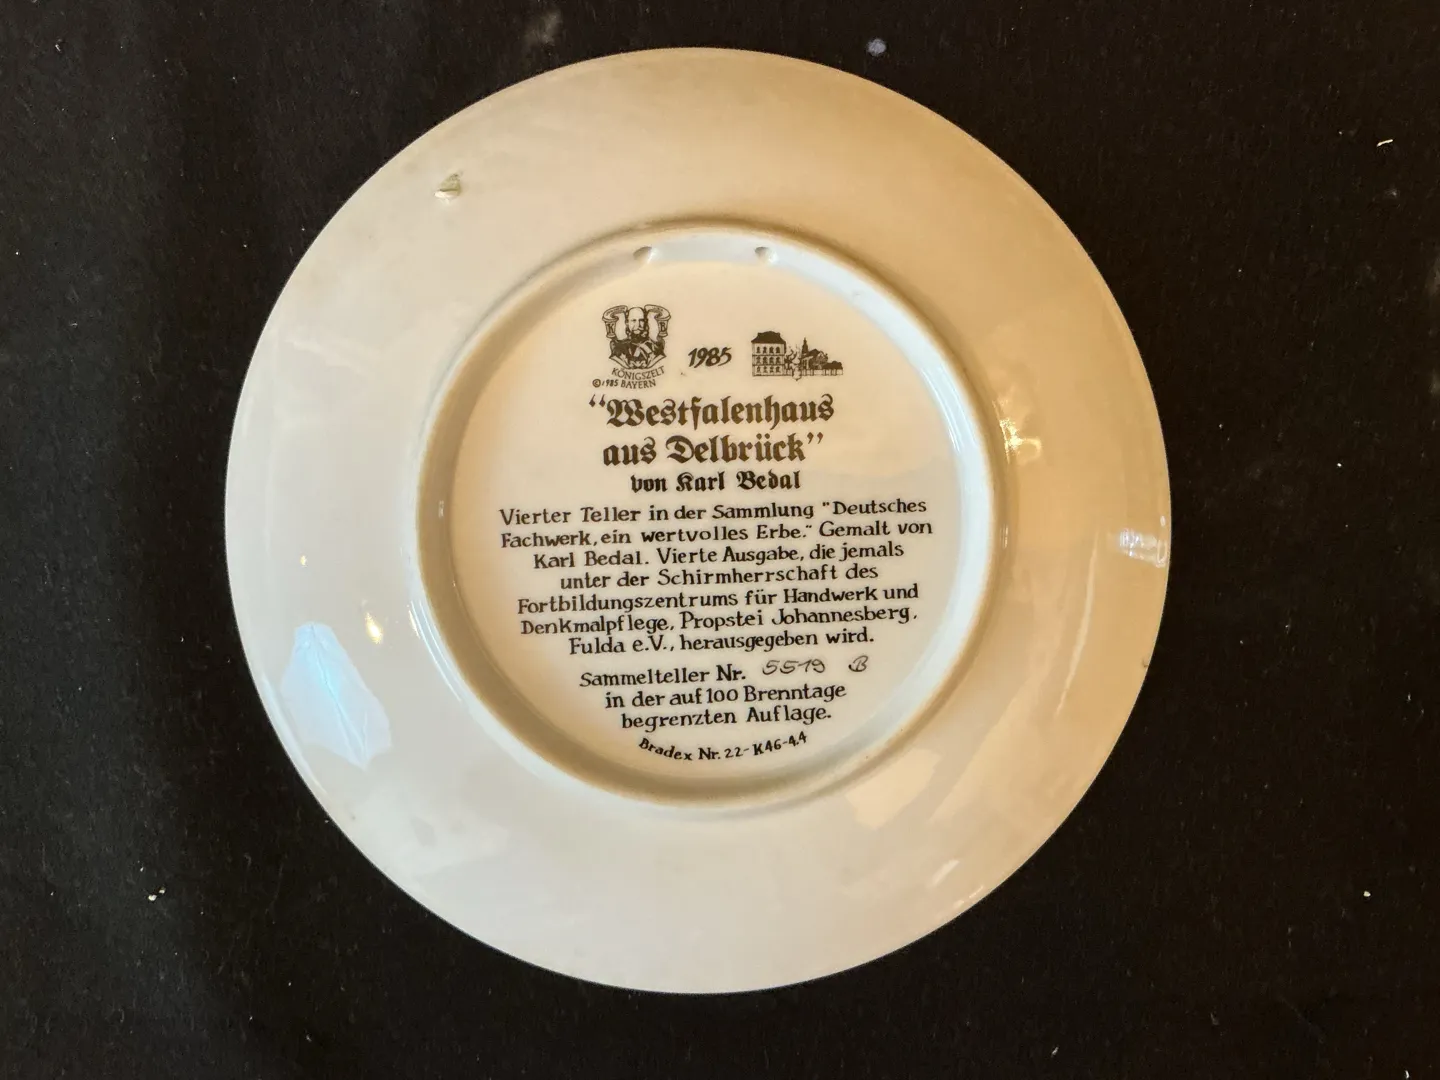 KÖNIGSZELT
© 1985 BAYERN
1985
"Westfalenhaus
aus Delbrück"
von Karl Bedal
Vierter Teller in der Sammlung "Deutsches
Fachwerk, ein wertvolles Erbe." Gemalt von
Karl Bedal. Vierte Ausgabe, die jemals
unter der Schirmherrschaft des
Fortbildungszentrums für Handwerk und
Denkmalpflege, Propstei Johannesberg,
Fulda e.V., herausgegeben wird.
Sammelteller Nr. 5519 B
in der auf 100 Brenntage
begrenzten Auflage.
Bradex Nr. 22-K46-4.4